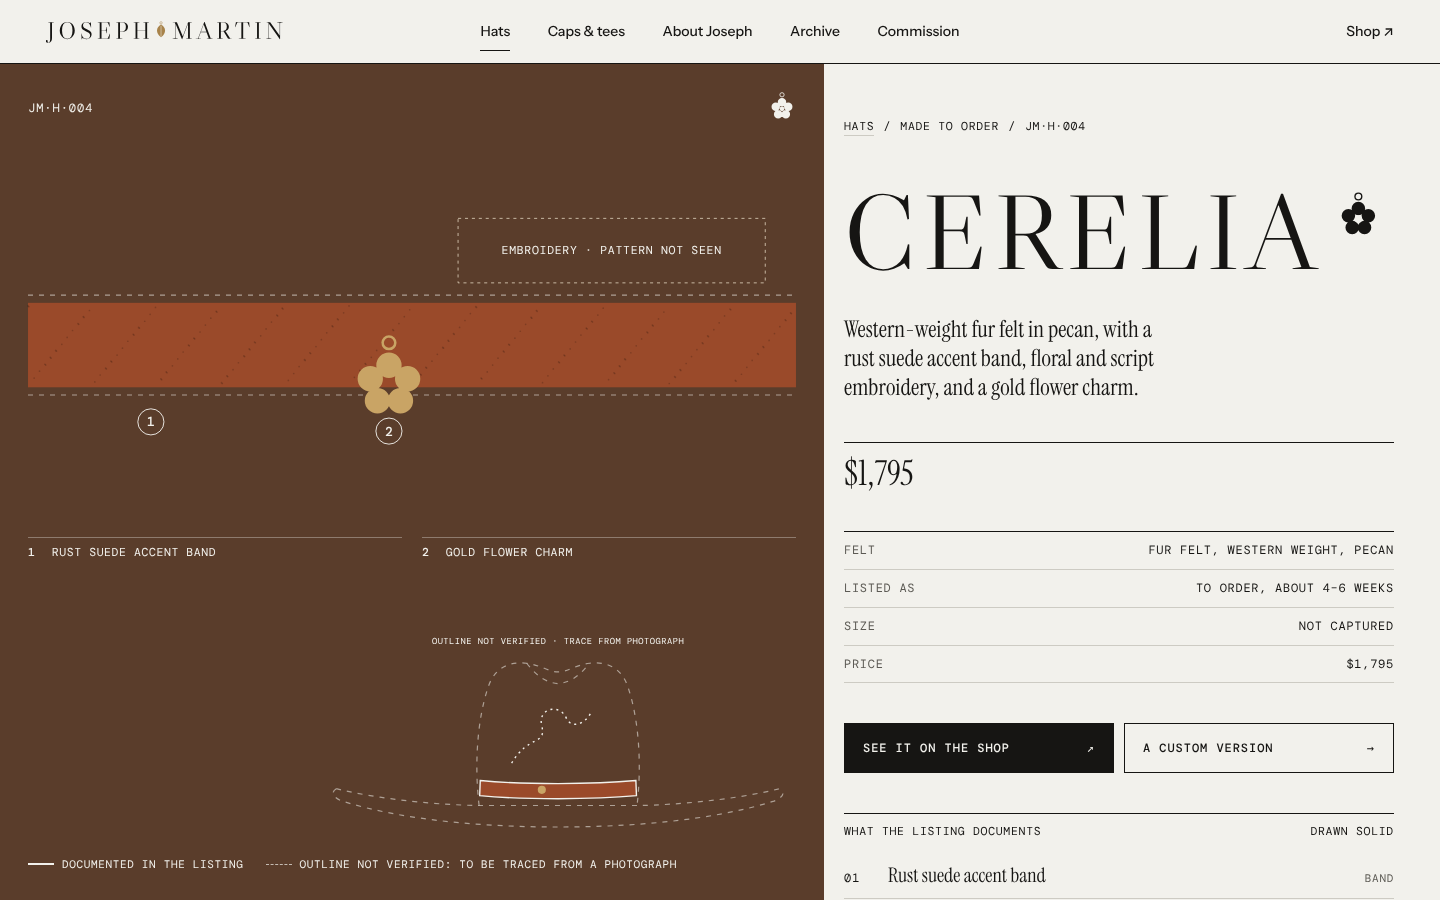 JOSEPH MARTIN
Hats
Caps & tees
About Joseph
Archive
Commission
Shop ↗
JM·H·004
EMBROIDERY · PATTERN NOT SEEN
1
2
1 RUST SUEDE ACCENT BAND
2 GOLD FLOWER CHARM
OUTLINE NOT VERIFIED · TRACE FROM PHOTOGRAPH
DOCUMENTED IN THE LISTING
OUTLINE NOT VERIFIED: TO BE TRACED FROM A PHOTOGRAPH
HATS / MADE TO ORDER / JM·H·004
CERELIA
Western-weight fur felt in pecan, with a
rust suede accent band, floral and script
embroidery, and a gold flower charm.
$1,795
FELT FUR FELT, WESTERN WEIGHT, PECAN
LISTED AS TO ORDER, ABOUT 4–6 WEEKS
SIZE NOT CAPTURED
PRICE $1,795
SEE IT ON THE SHOP ↗
A CUSTOM VERSION →
WHAT THE LISTING DOCUMENTS DRAWN SOLID
01 Rust suede accent band BAND